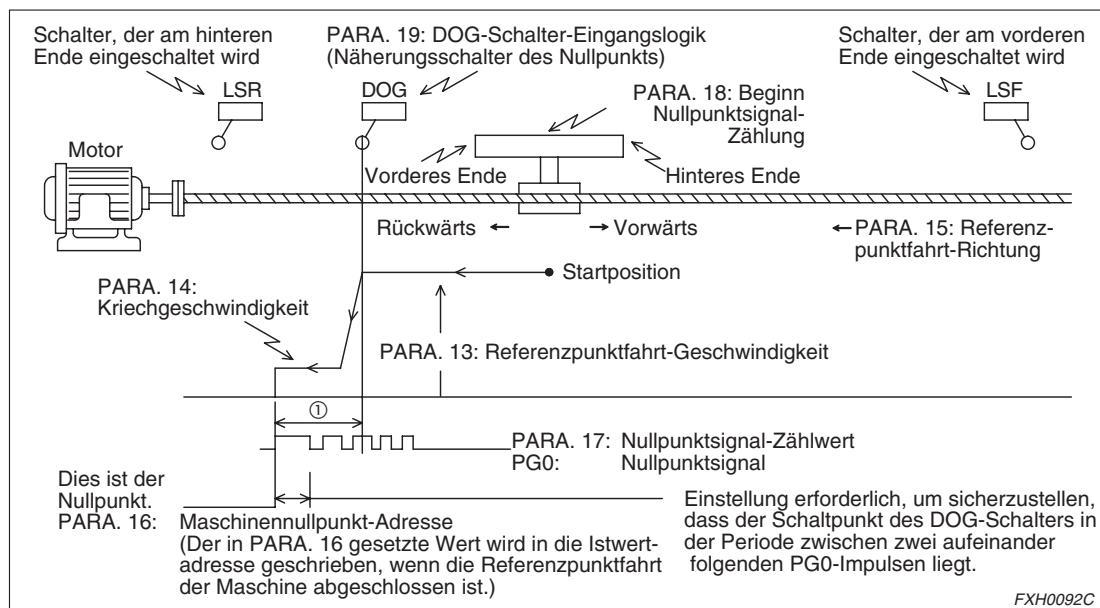 Schalter, der am hinteren
Ende eingeschaltet wird
LSR
PARA. 19: DOG-Schalter-Eingangslogik
(Näherungsschalter des Nullpunkts)
DOG
Schalter, der am vorderen
Ende eingeschaltet wird
LSF
PARA. 18: Beginn
Nullpunktsignal-
Zählung
Motor
Vorderes Ende
Hinteres Ende
Rückwärts ←
→ Vorwärts
← PARA. 15: Referenz-
punktfahrt-Richtung
Startposition
PARA. 14:
Kriechgeschwindigkeit
PARA. 13: Referenzpunktfahrt-Geschwindigkeit
①
PARA. 17: Nullpunktsignal-Zählwert
PG0: Nullpunktsignal
Dies ist der
Nullpunkt.
PARA. 16: Maschinennullpunkt-Adresse
(Der in PARA. 16 gesetzte Wert wird in die Istwert-
adresse geschrieben, wenn die Referenzpunktfahrt
der Maschine abgeschlossen ist.)
Einstellung erforderlich, um sicherzustellen,
dass der Schaltpunkt des DOG-Schalters in
der Periode zwischen zwei aufeinander
folgenden PG0-Impulsen liegt.
FXH0092C